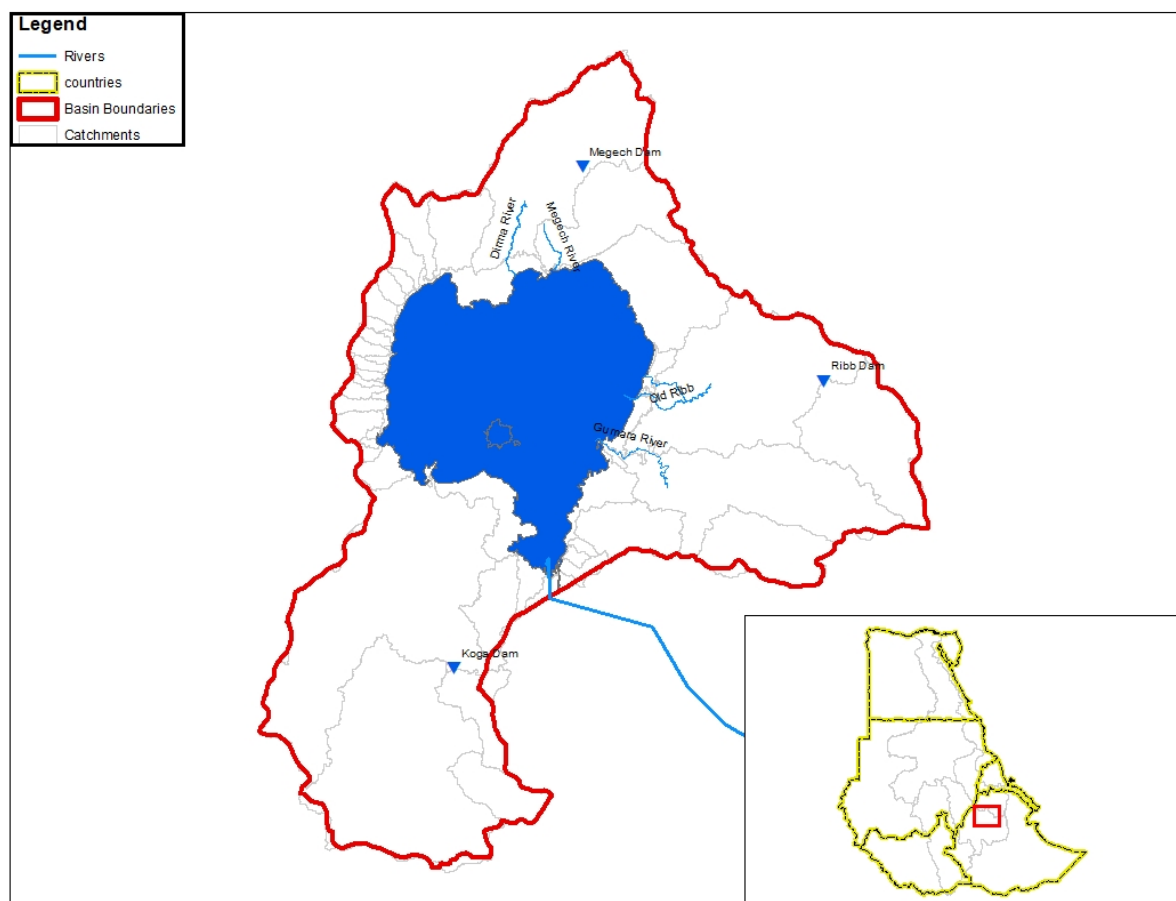 Legend
Rivers
countries
Basin Boundaries
Catchments
Megech Dam
Dirma River
Megech River
Ribb Dam
Old Ribb
Gumara River
Koga Dam